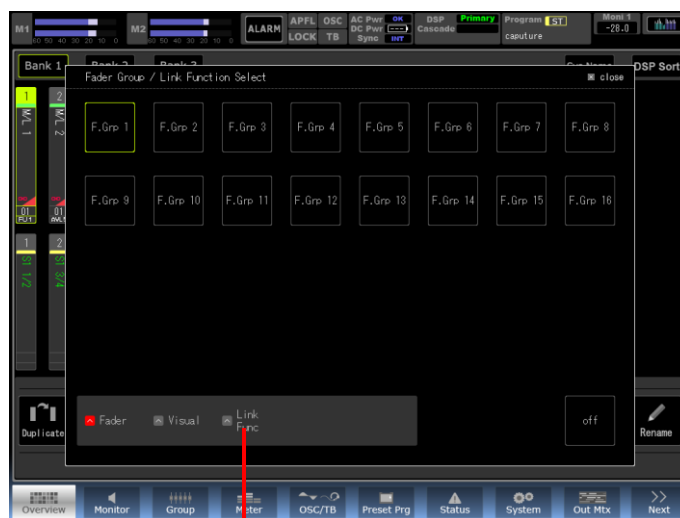 M1
60 50 40 30 20 10 0
M2
60 50 40 30 20 10 0
ALARM
APFL OSC
LOCK TB
AC Pwr OK
DC Pwr
Sync INT
DSP Primary
Cascade
Program ST
caputure
Moni 1
-28.0
Bank 1
DSP Sort
Fader Group / Link Function Select
close
F.Grp 1
F.Grp 2
F.Grp 3
F.Grp 4
F.Grp 5
F.Grp 6
F.Grp 7
F.Grp 8
F.Grp 9
F.Grp 10
F.Grp 11
F.Grp 12
F.Grp 13
F.Grp 14
F.Grp 15
F.Grp 16
1
M/L 1
01
2
M/L 2
01
1
S1 1/2
2
S1 3/4
Duplicate
Fader
Visual
Link
Func
off
Rename
Overview
Monitor
Group
Meter
OSC/TB
Preset Prg
Status
System
Out Mtx
>>
Next